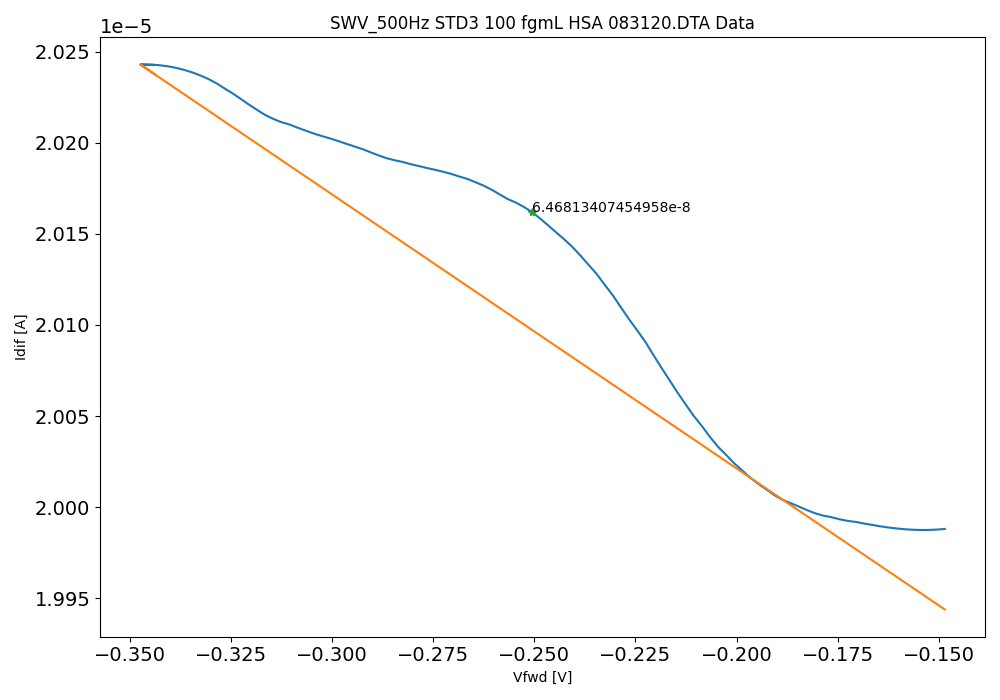 SWV_500Hz STD3 100 fgmL HSA 083120.DTA Data
1e−5
2.025
2.020
2.015
2.010
2.005
2.000
1.995
Idif [A]
6.46813407454958e-8
−0.350 −0.325 −0.300 −0.275 −0.250 −0.225 −0.200 −0.175 −0.150
Vfwd [V]